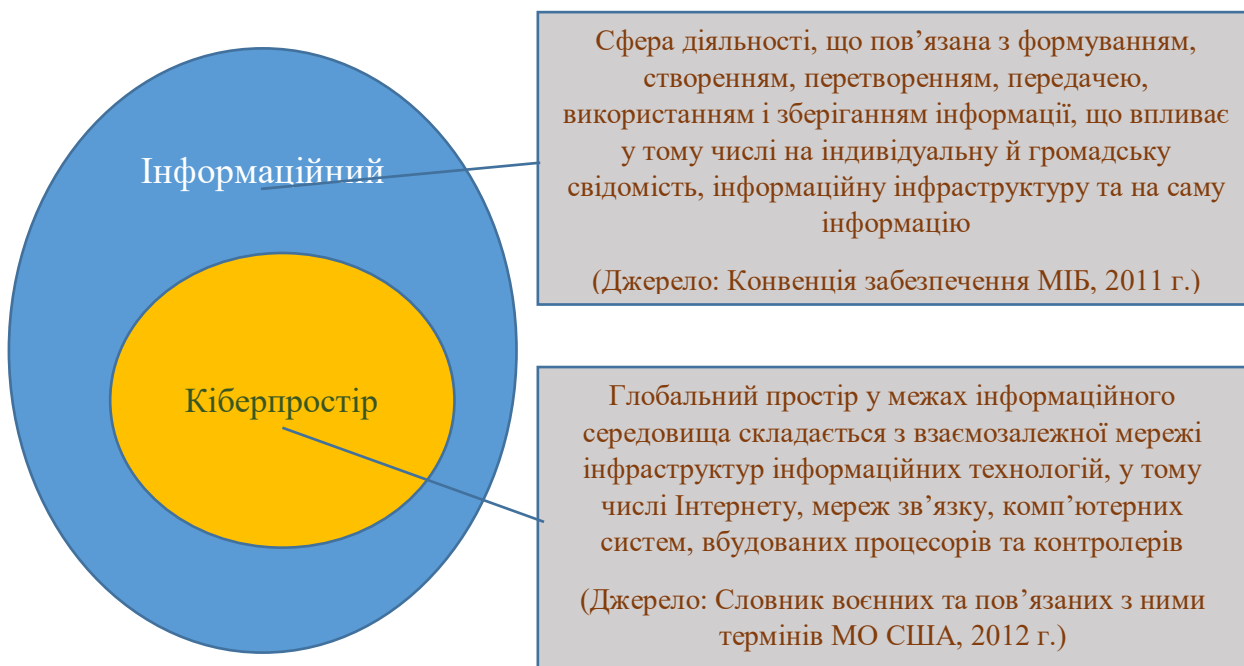 Інформаційний
Сфера діяльності, що пов’язана з формуванням,
створенням, перетворенням, передачею,
використанням і зберіганням інформації, що впливає
у тому числі на індивідуальну й громадську
свідомість, інформаційну інфраструктуру та на саму
інформацію
(Джерело: Конвенція забезпечення МІБ, 2011 г.)
Кіберпростір
Глобальний простір у межах інформаційного
середовища складається з взаємозалежної мережі
інфраструктур інформаційних технологій, у тому
числі Інтернету, мереж зв’язку, комп’ютерних
систем, вбудованих процесорів та контролерів
(Джерело: Словник воєнних та пов’язаних з ними
термінів МО США, 2012 г.)